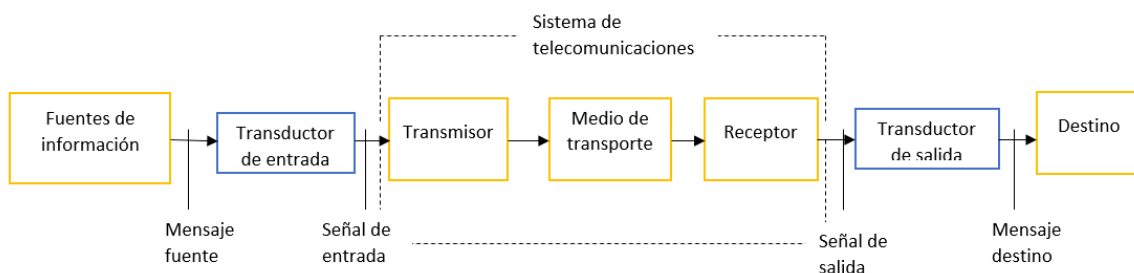 Sistema de
telecomunicaciones
Fuentes de
información
Transductor
de entrada
Transmisor
Medio de
transporte
Receptor
Transductor
de salida
Destino
Mensaje
fuente
Señal de
entrada
Señal de
salida
Mensaje
destino